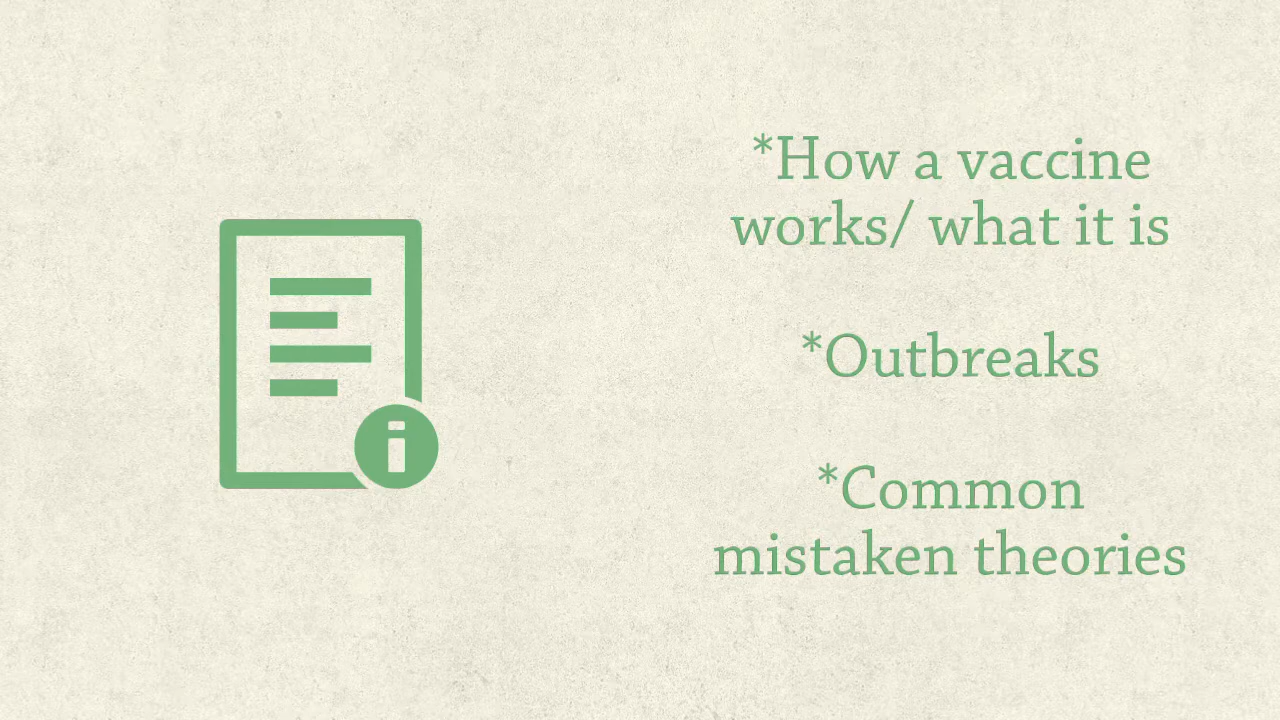 *How a vaccine
works/ what it is
*Outbreaks
*Common
mistaken theories